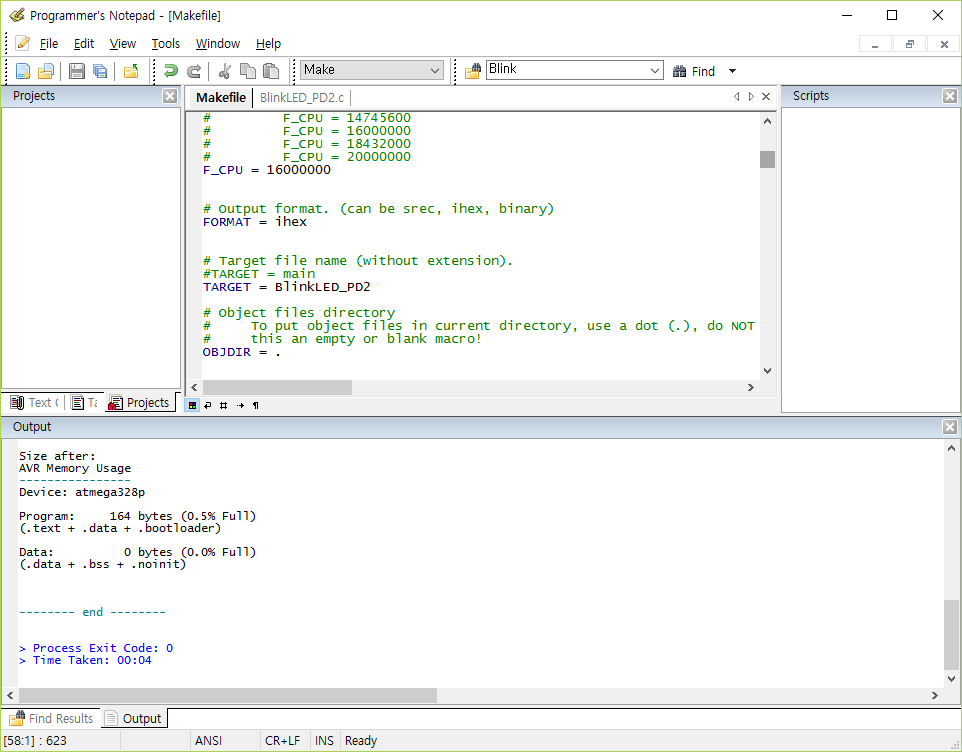 Programmer's Notepad - [Makefile]
File Edit View Tools Window Help
Make Blink Find
Projects
Makefile BlinkLED_PD2.c
Scripts
# F_CPU = 14745600
# F_CPU = 16000000
# F_CPU = 18432000
# F_CPU = 20000000
F_CPU = 16000000
# Output format. (can be srec, ihex, binary)
FORMAT = ihex
# Target file name (without extension).
#TARGET = main
TARGET = BlinkLED_PD2
# Object files directory
# To put object files in current directory, use a dot (.), do NOT
# this an empty or blank macro!
OBJDIR = .
Text Projects
Output
Size after:
AVR Memory Usage
----------------
Device: atmega328p
Program: 164 bytes (0.5% Full)
(.text + .data + .bootloader)
Data: 0 bytes (0.0% Full)
(.data + .bss + .noinit)
-------- end --------
> Process Exit Code: 0
> Time Taken: 00:04
Find Results Output
[58:1] : 623 ANSI CR+LF INS Ready